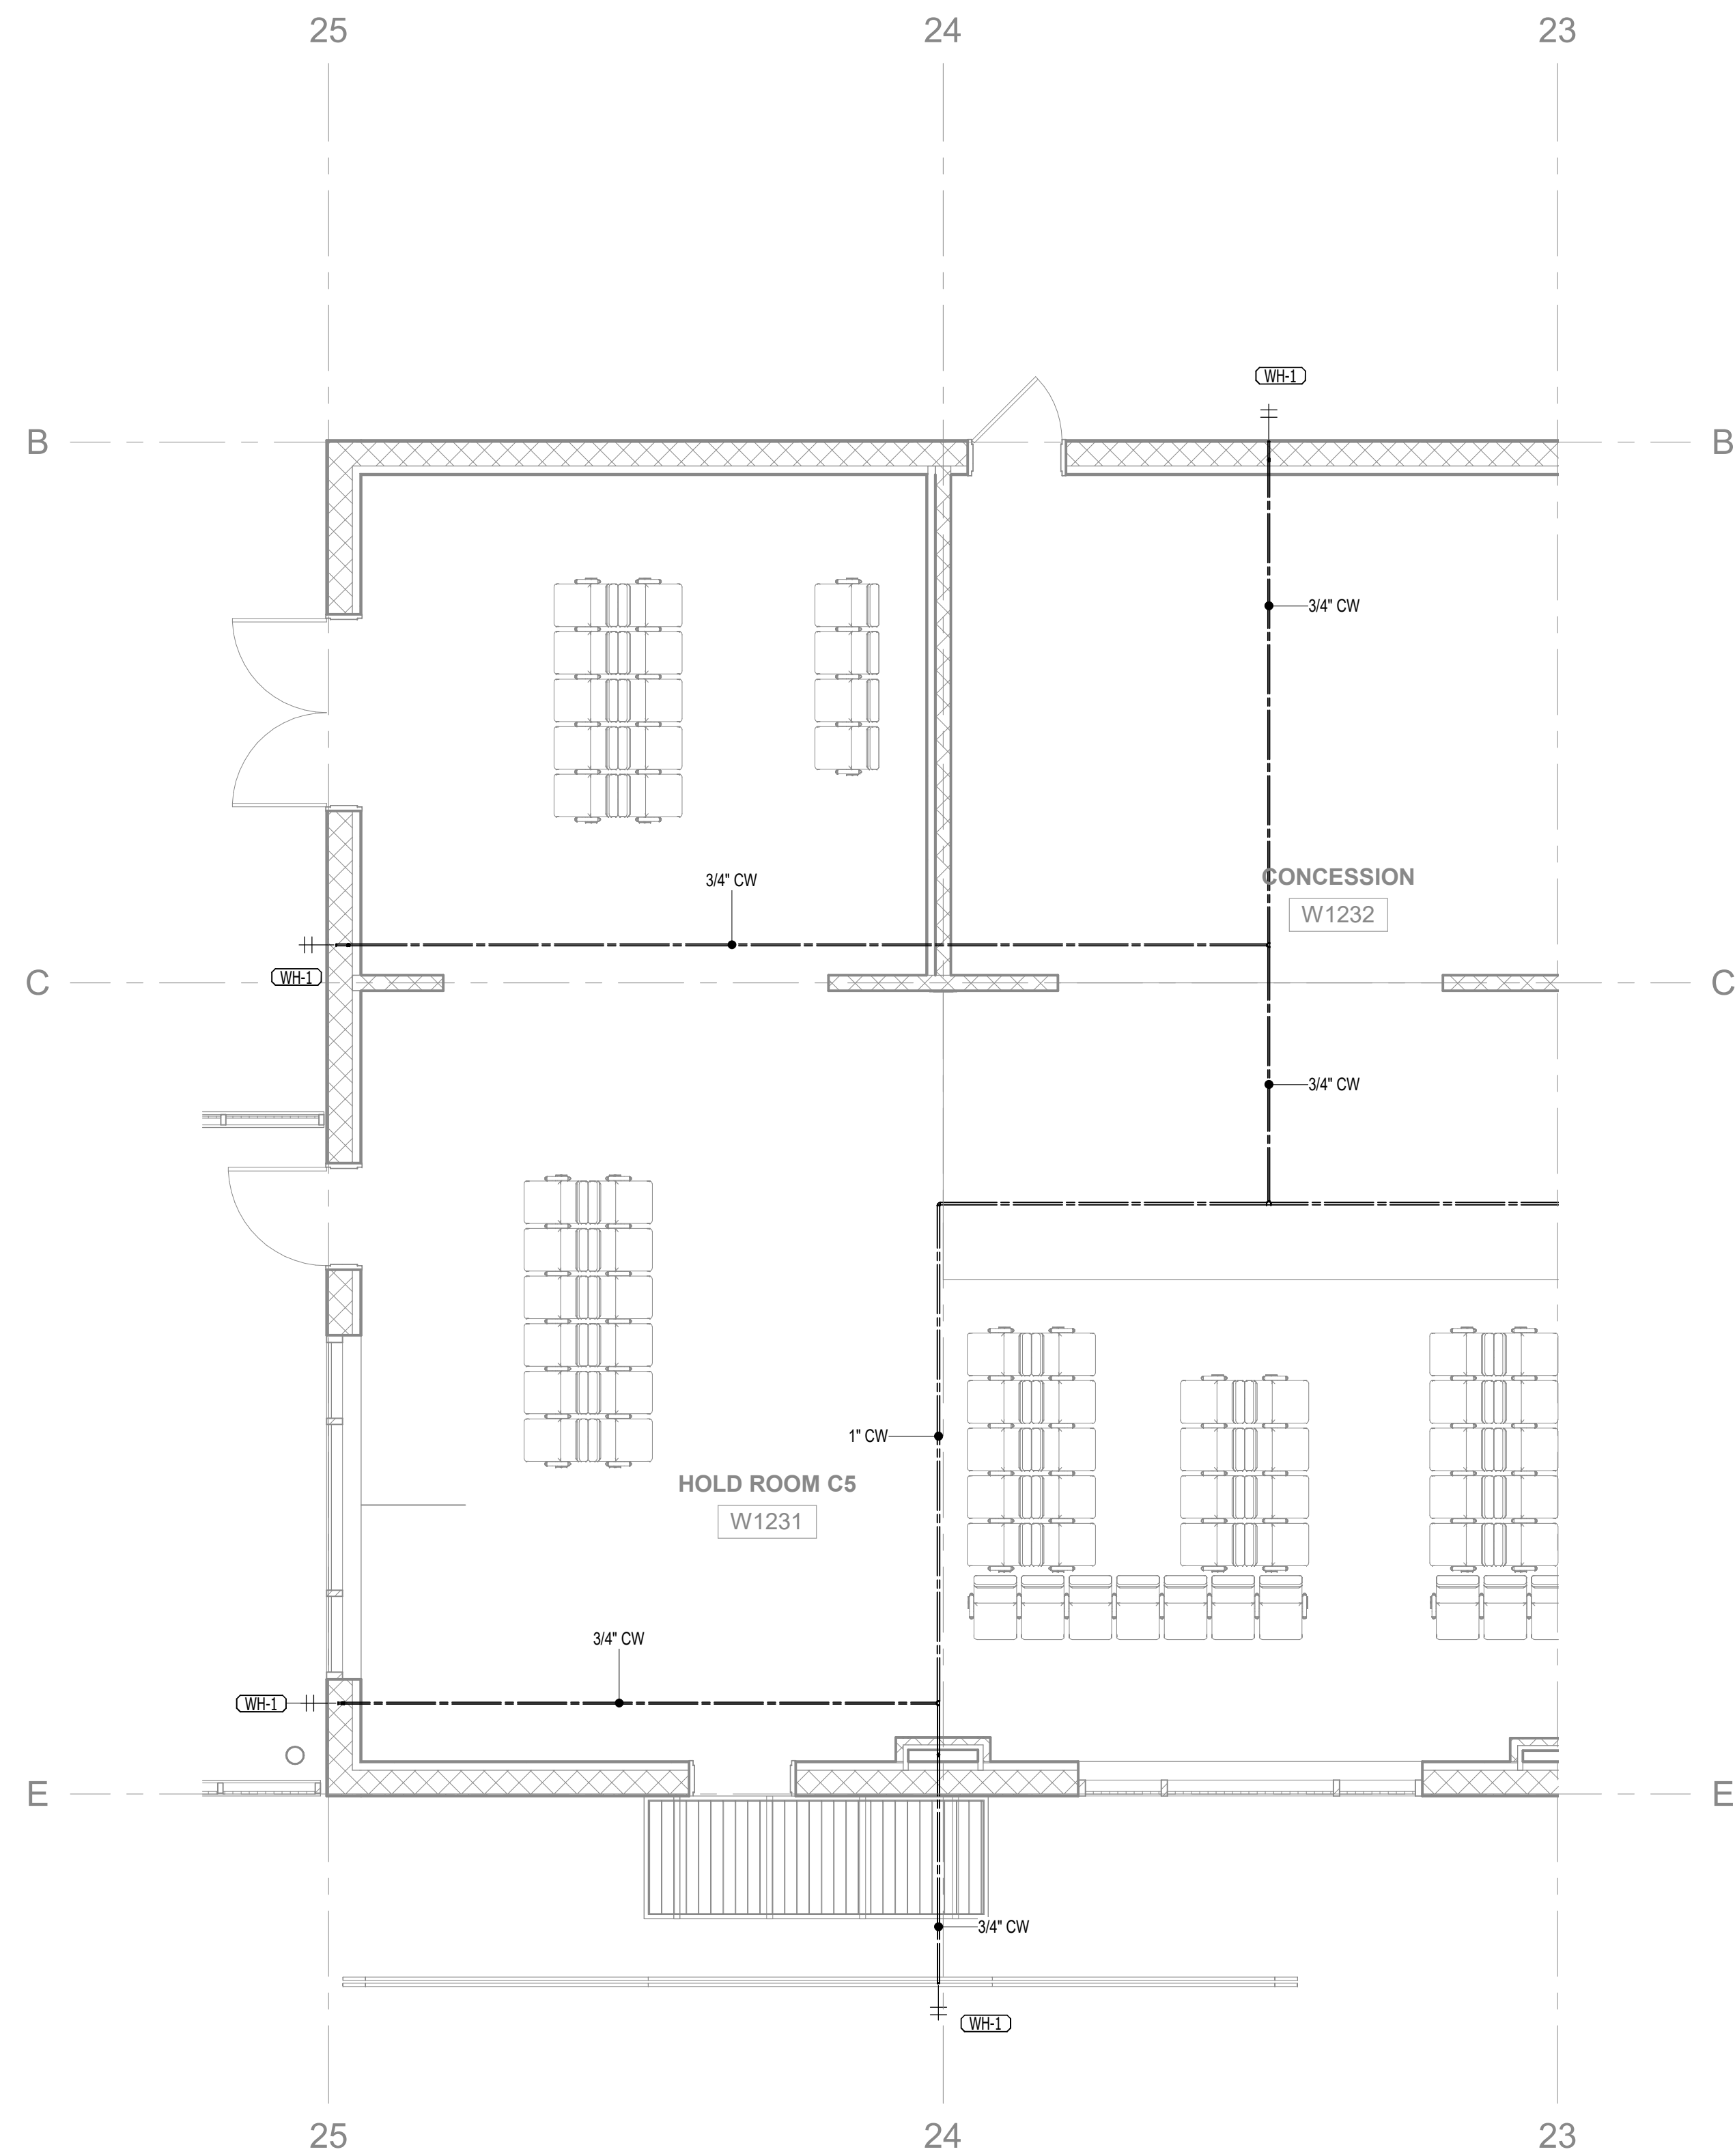 25 24 23
WH-1
B B
3/4" CW
CONCESSION
W1232
3/4" CW
WH-1
C C
3/4" CW
1" CW
HOLD ROOM C5
W1231
3/4" CW
WH-1
E E
3/4" CW
WH-1
25 24 23